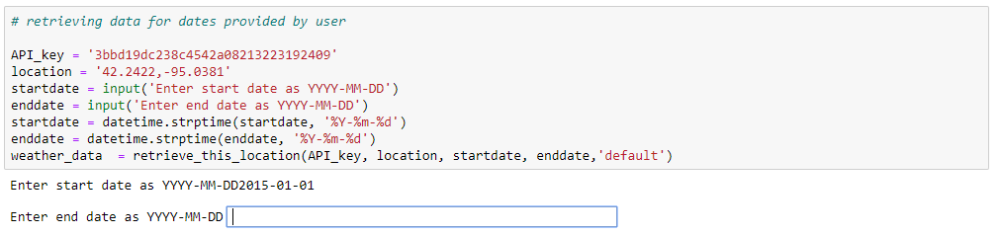 # retrieving data for dates provided by user
API_key = '3bbd19dc238c4542a08213223192409'
location = '42.2422,-95.0381'
startdate = input('Enter start date as YYYY-MM-DD')
enddate = input('Enter end date as YYYY-MM-DD')
startdate = datetime.strptime(startdate, '%Y-%m-%d')
enddate = datetime.strptime(enddate, '%Y-%m-%d')
weather_data  = retrieve_this_location(API_key, location, startdate, enddate,'default')
Enter start date as YYYY-MM-DD2015-01-01
Enter end date as YYYY-MM-DD